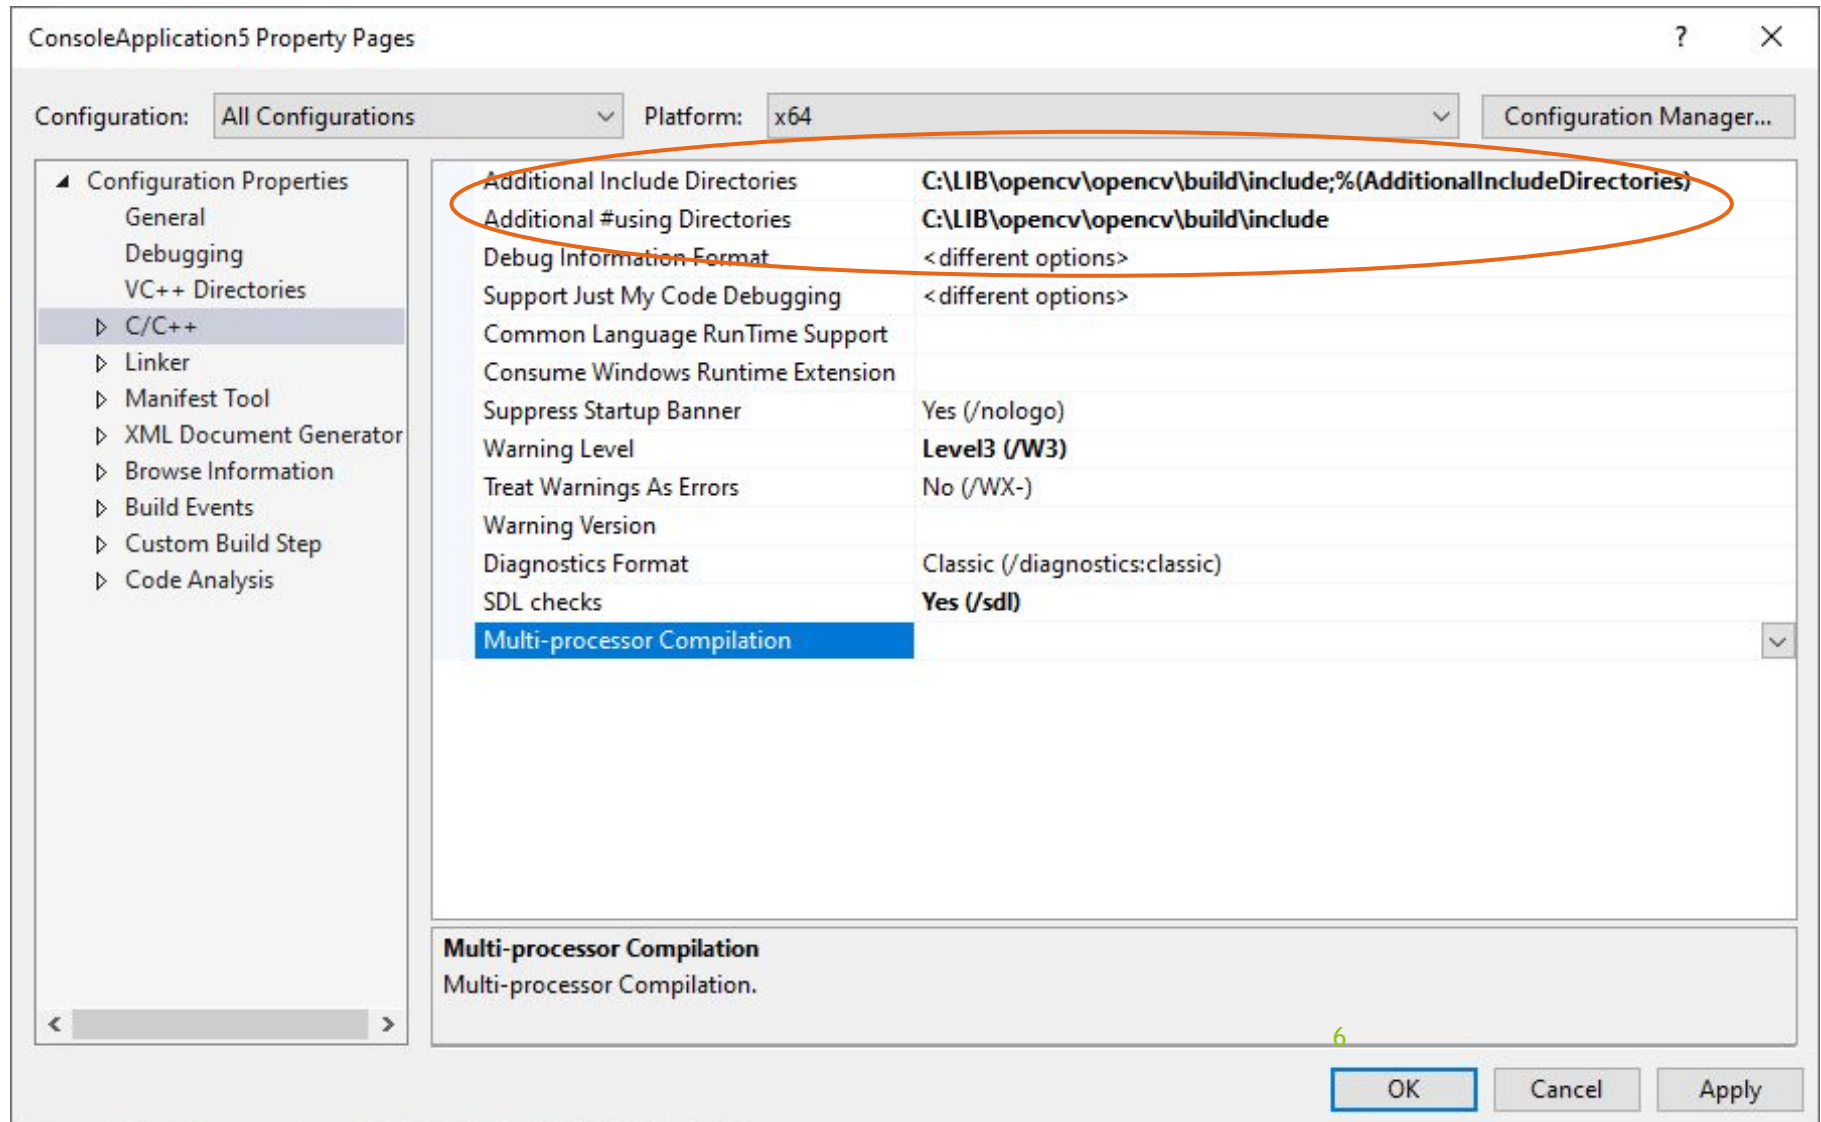 ConsoleApplication5 Property Pages
?
Configuration: All Configurations Platform: x64 Configuration Manager...
Configuration Properties
General
Debugging
VC++ Directories
C/C++
Linker
Manifest Tool
XML Document Generator
Browse Information
Build Events
Custom Build Step
Code Analysis
Additional Include Directories C:\LIB\opencv\opencv\build\include;%(AdditionalIncludeDirectories)
Additional #using Directories C:\LIB\opencv\opencv\build\include
Debug Information Format <different options>
Support Just My Code Debugging <different options>
Common Language RunTime Support
Consume Windows Runtime Extension
Suppress Startup Banner Yes (/nologo)
Warning Level Level3 (/W3)
Treat Warnings As Errors No (/WX-)
Warning Version
Diagnostics Format Classic (/diagnostics:classic)
SDL checks Yes (/sdl)
Multi-processor Compilation
Multi-processor Compilation
Multi-processor Compilation.
6
OK Cancel Apply